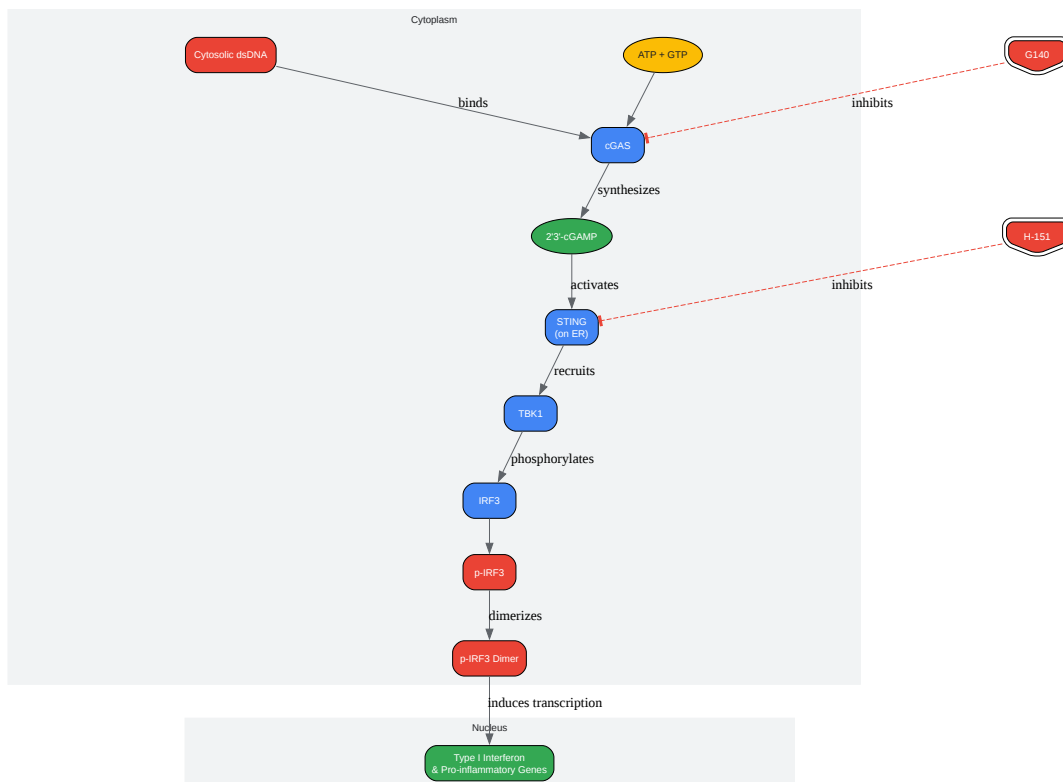 Cytoplasm
Cytosolic dsDNA
ATP + GTP
G140
binds
inhibits
cGAS
synthesizes
2'3'-cGAMP
H-151
activates
inhibits
STING
(on ER)
recruits
TBK1
phosphorylates
IRF3
p-IRF3
dimerizes
p-IRF3 Dimer
induces transcription
Nucleus
Type I Interferon
& Pro-inflammatory Genes